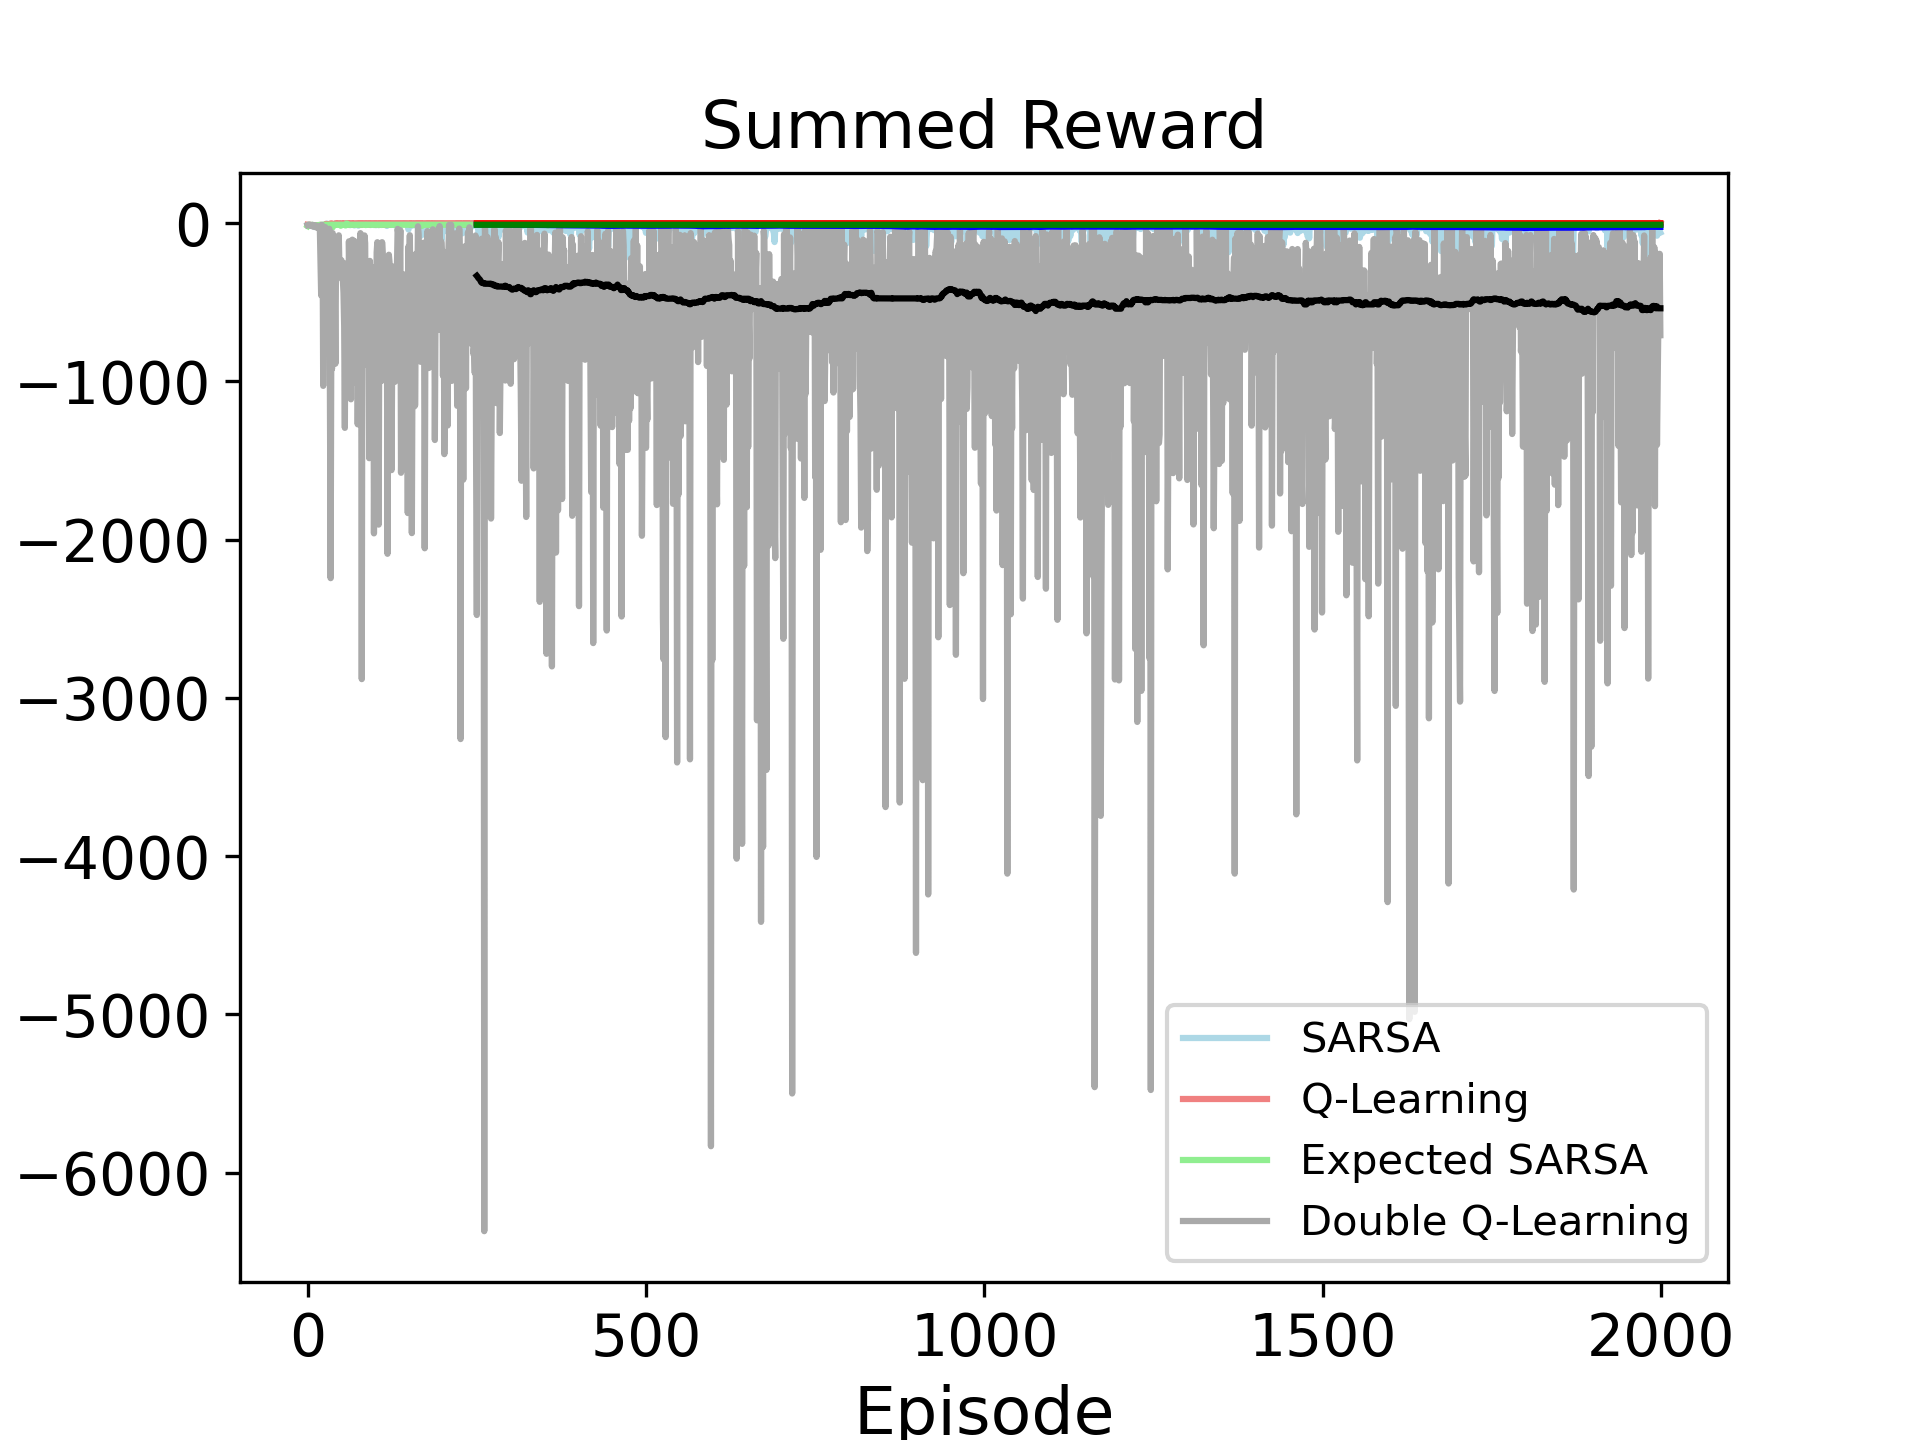 Summed Reward
0
−1000
−2000
−3000
−4000
−5000
−6000
SARSA
Q-Learning
Expected SARSA
Double Q-Learning
0 500 1000 1500 2000
Episode